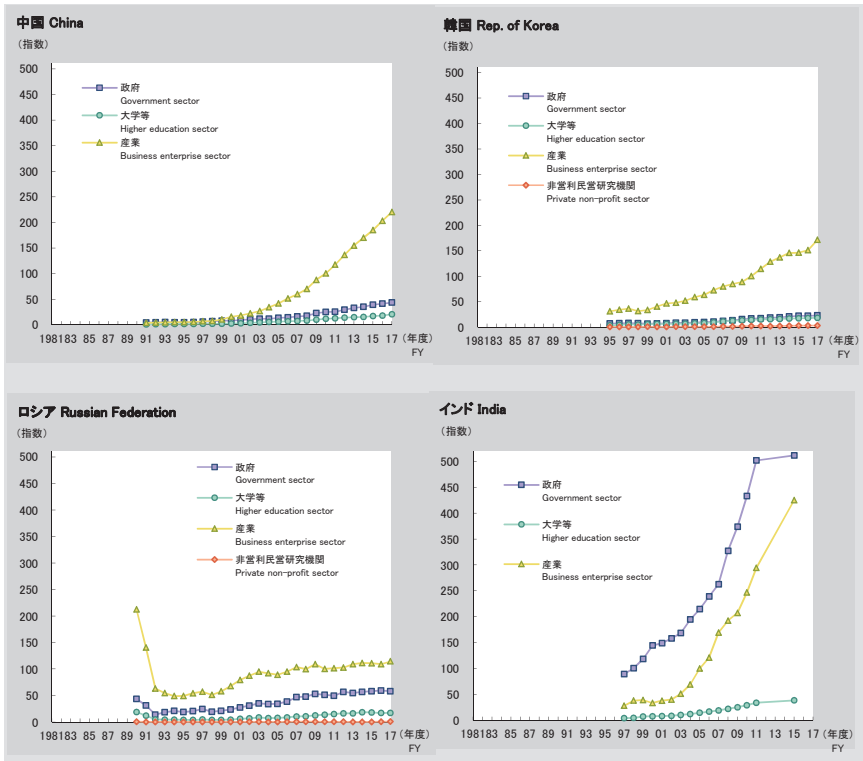 中国 China
（指数）
500
450
400
350
300
250
200
150
100
50
0
政府
Government sector
大学等
Higher education sector
産業
Business enterprise sector
1981 83 85 87 89 91 93 95 97 99 01 03 05 07 09 11 13 15 17 （年度）
FY
韓国 Rep. of Korea
（指数）
500
450
400
350
300
250
200
150
100
50
0
政府
Government sector
大学等
Higher education sector
産業
Business enterprise sector
非営利民営研究機関
Private non-profit sector
1981 83 85 87 89 91 93 95 97 99 01 03 05 07 09 11 13 15 17 （年度）
FY
ロシア Russian Federation
（指数）
500
450
400
350
300
250
200
150
100
50
0
政府
Government sector
大学等
Higher education sector
産業
Business enterprise sector
非営利民営研究機関
Private non-profit sector
1981 83 85 87 89 91 93 95 97 99 01 03 05 07 09 11 13 15 17 （年度）
FY
インド India
（指数）
500
450
400
350
300
250
200
150
100
50
0
政府
Government sector
大学等
Higher education sector
産業
Business enterprise sector
1981 83 85 87 89 91 93 95 97 99 01 03 05 07 09 11 13 15 17 （年度）
FY